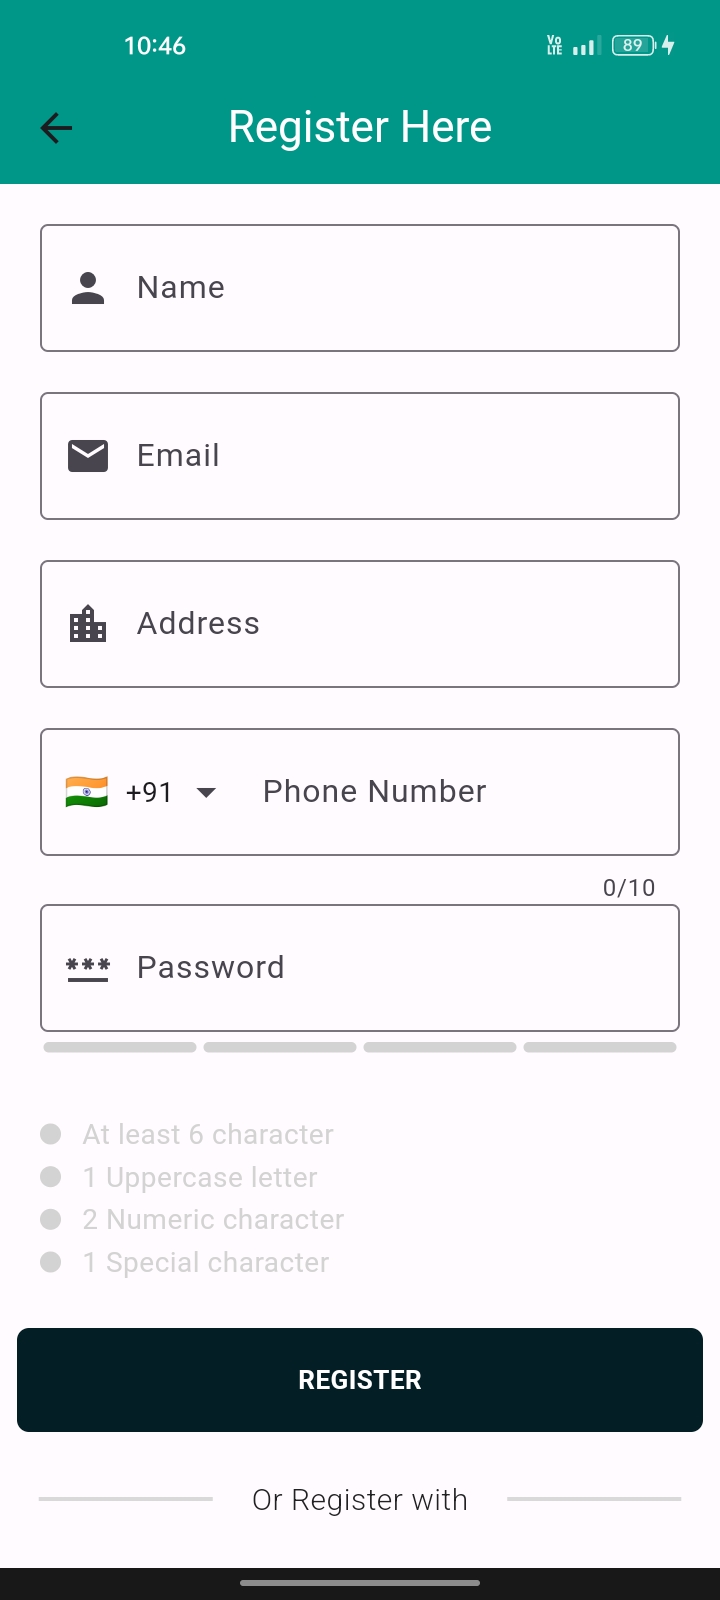 10:46 Vo LTE 89
Register Here
Name
Email
Address
+91 Phone Number
0/10
Password
At least 6 character
1 Uppercase letter
2 Numeric character
1 Special character
REGISTER
Or Register with